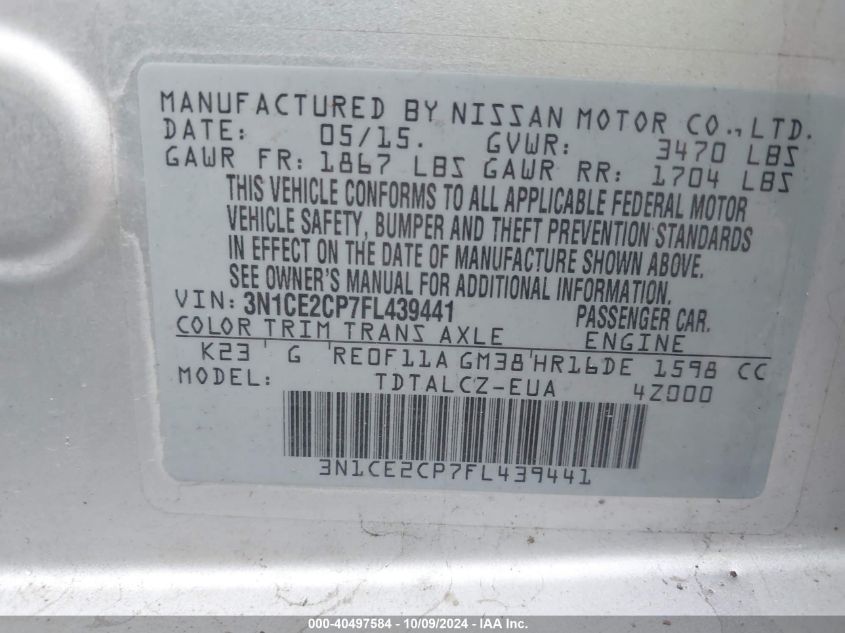 MANUFACTURED BY NISSAN MOTOR CO., LTD.
DATE: 05/15. GVWR: 3470 LBS
GAWR FR: 1867 LBS GAWR RR: 1704 LBS
THIS VEHICLE CONFORMS TO ALL APPLICABLE FEDERAL MOTOR
VEHICLE SAFETY, BUMPER AND THEFT PREVENTION STANDARDS
IN EFFECT ON THE DATE OF MANUFACTURE SHOWN ABOVE.
SEE OWNER'S MANUAL FOR ADDITIONAL INFORMATION.
VIN: 3N1CE2CP7FL439441 PASSENGER CAR.
COLOR TRIM TRANS AXLE ENGINE
K23 G RE0F11A GM38 HR16DE 1598 CC
MODEL: TDTALCZ-EUA 4Z000
3N1CE2CP7FL439441
000-40497584 - 10/09/2024 - IAA Inc.